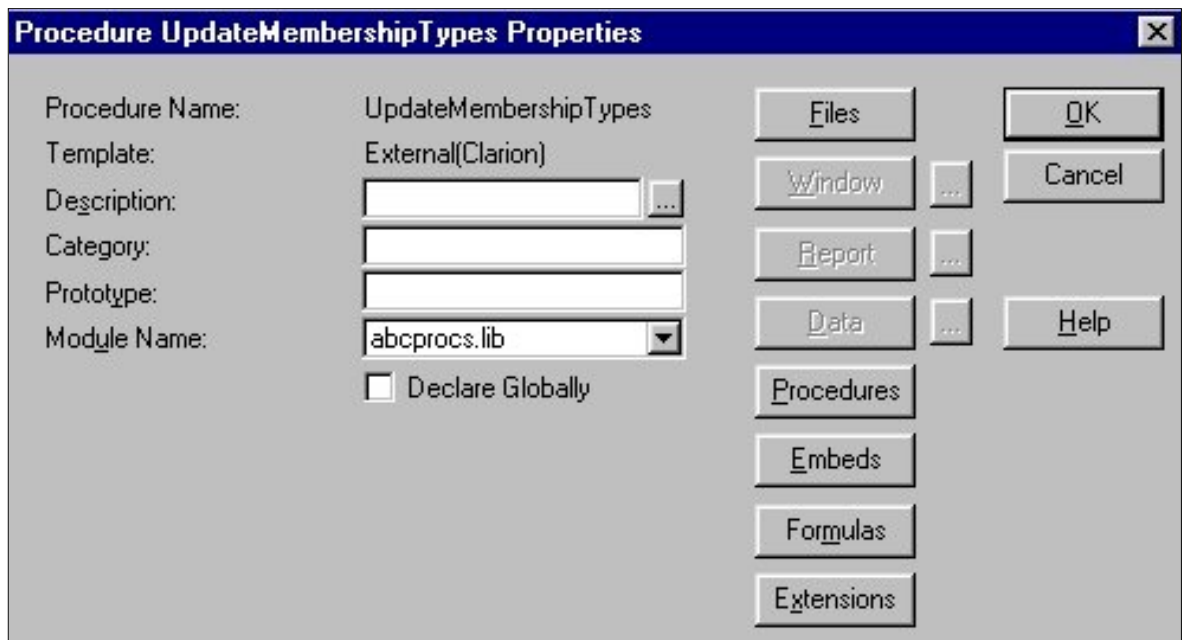 Procedure UpdateMembershipTypes Properties
Procedure Name: UpdateMembershipTypes
Template: External(Clarion)
Description: ...
Category:
Prototype:
Module Name: abcprocs.lib
Declare Globally
Files
Window ...
Report ...
Data ...
Procedures
Embeds
Formulas
Extensions
OK
Cancel
Help